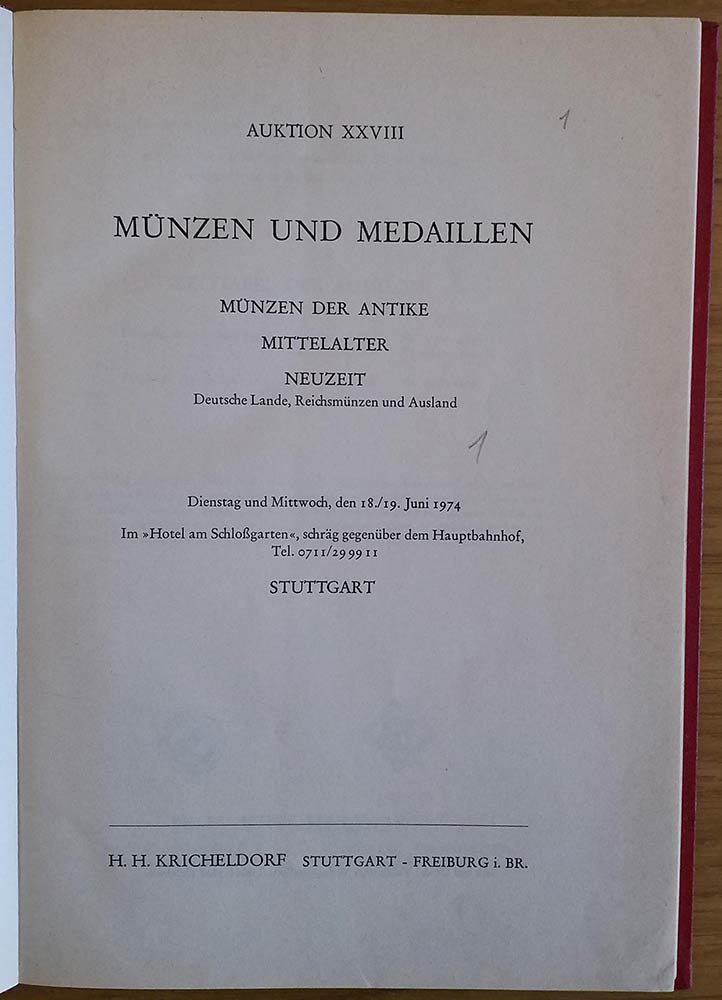 1
AUKTION XXVIII
MÜNZEN UND MEDAILLEN
MÜNZEN DER ANTIKE
MITTELALTER
NEUZEIT
Deutsche Lande, Reichsmünzen und Ausland
1
Dienstag und Mittwoch, den 18./19. Juni 1974
Im »Hotel am Schloßgarten«, schräg gegenüber dem Hauptbahnhof,
Tel. 0711/29 99 11
STUTTGART
H. H. KRICHELDORF STUTTGART - FREIBURG i. BR.